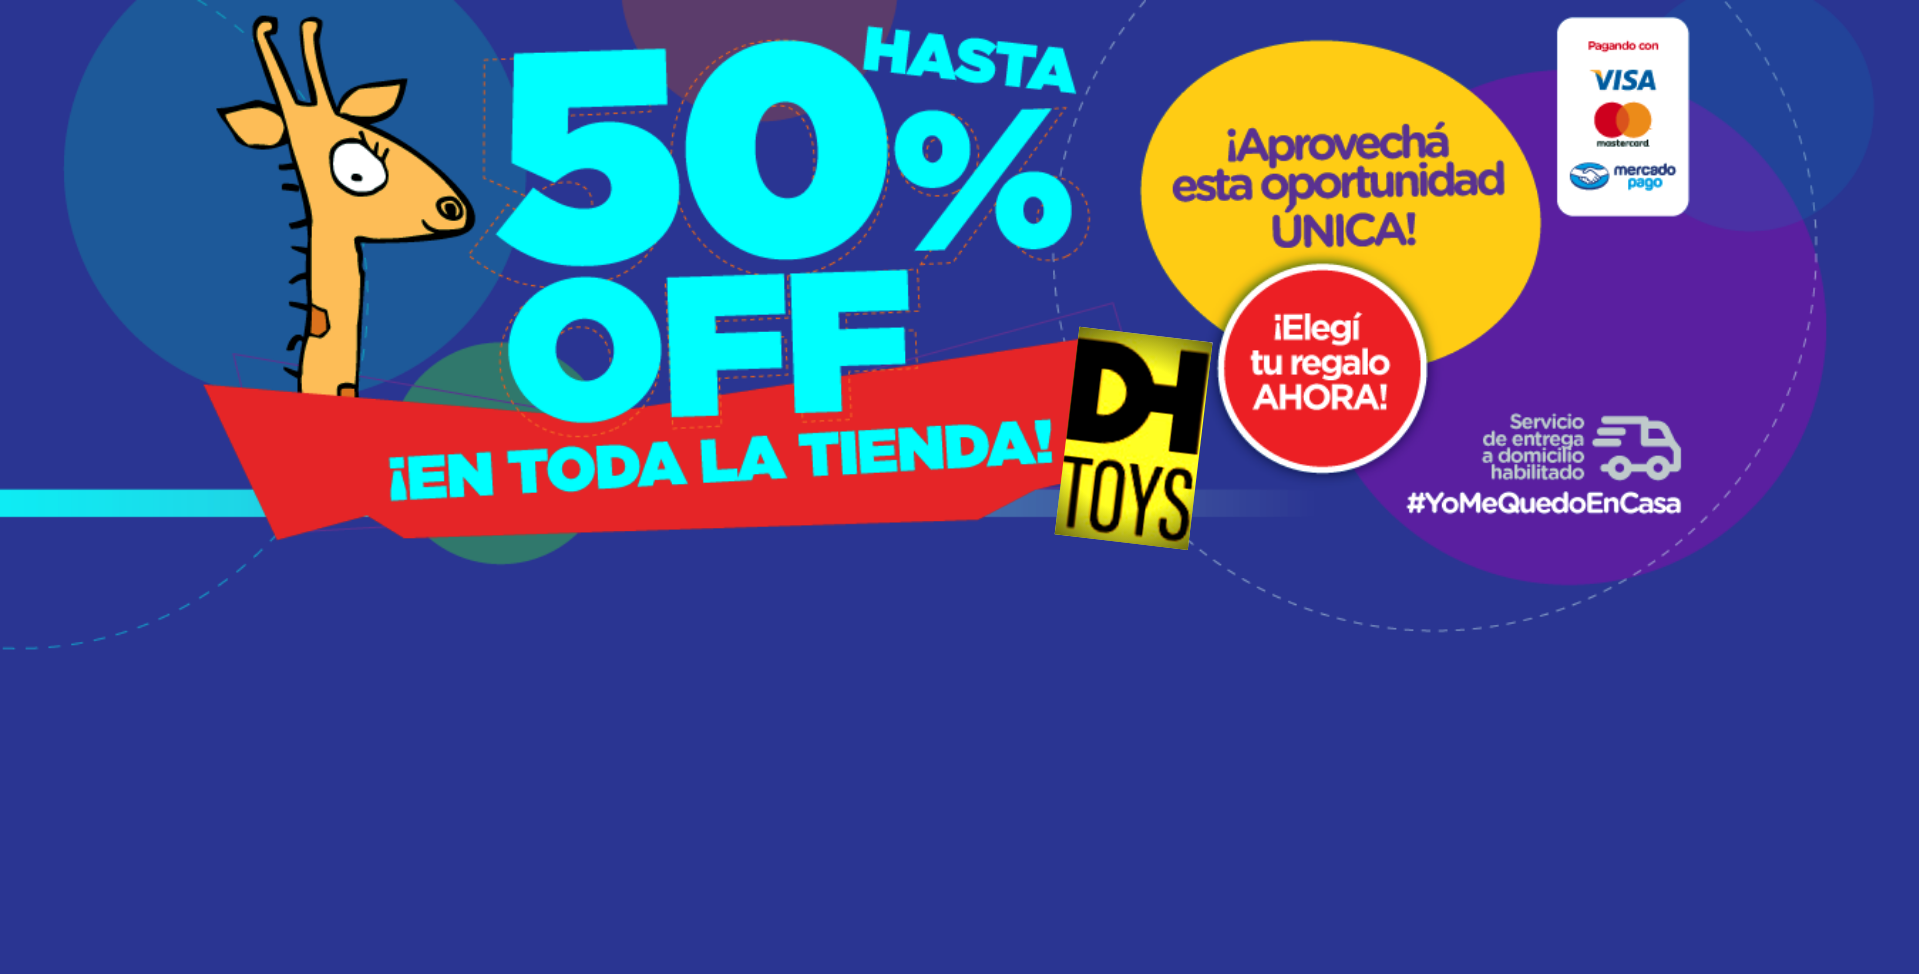 HASTA
50%
OFF
¡EN TODA LA TIENDA!
DH
TOYS
¡Aprovechá
esta oportunidad
ÚNICA!
¡Elegí
tu regalo
AHORA!
Pagando con
VISA
mastercard
mercado
pago
Servicio
de entrega
a domicilio
habilitado
#YoMeQuedoEnCasa